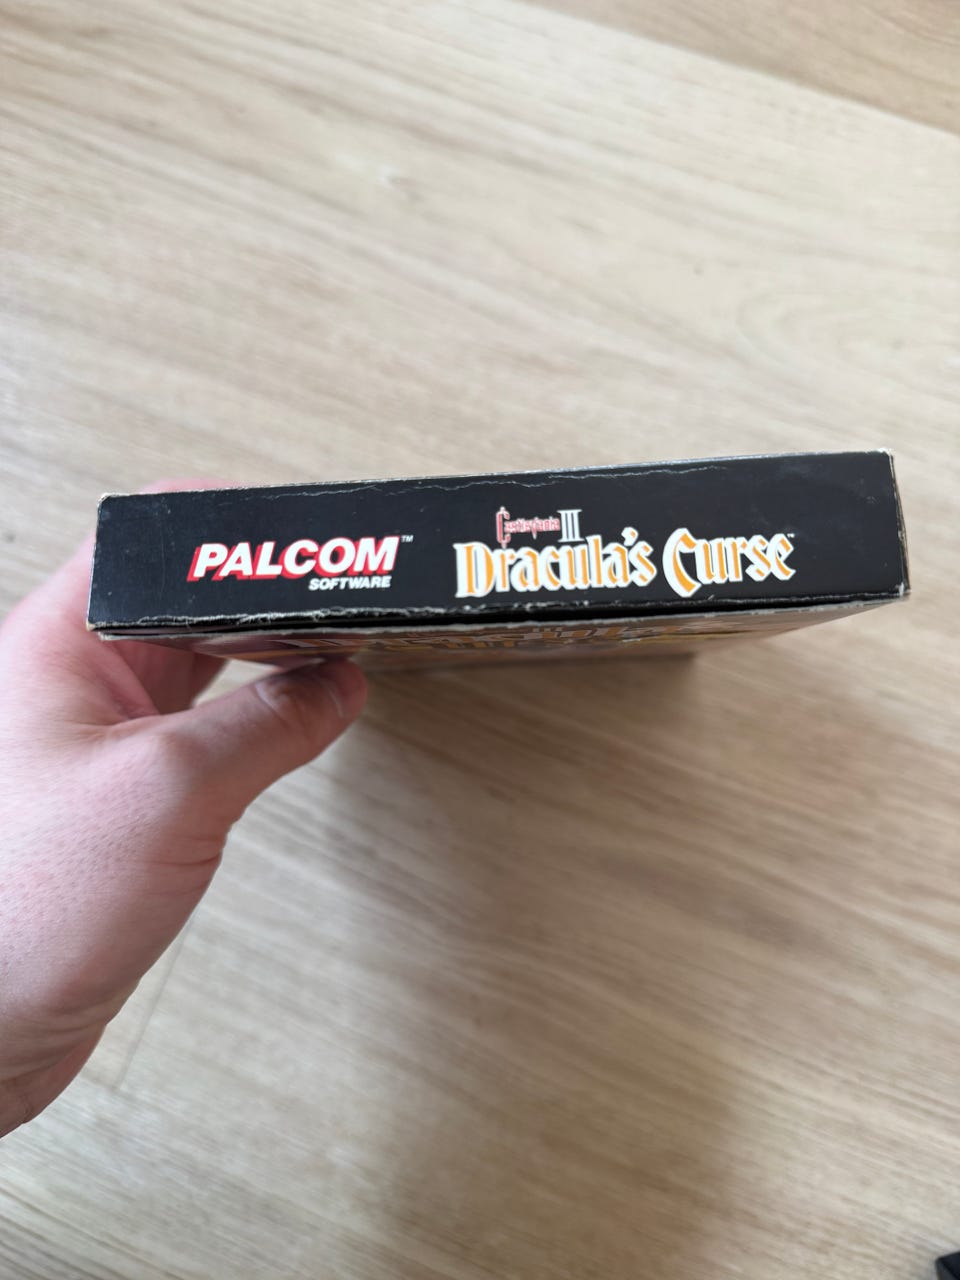 PALCOM™
SOFTWARE
Castlevania III
Dracula's Curse™